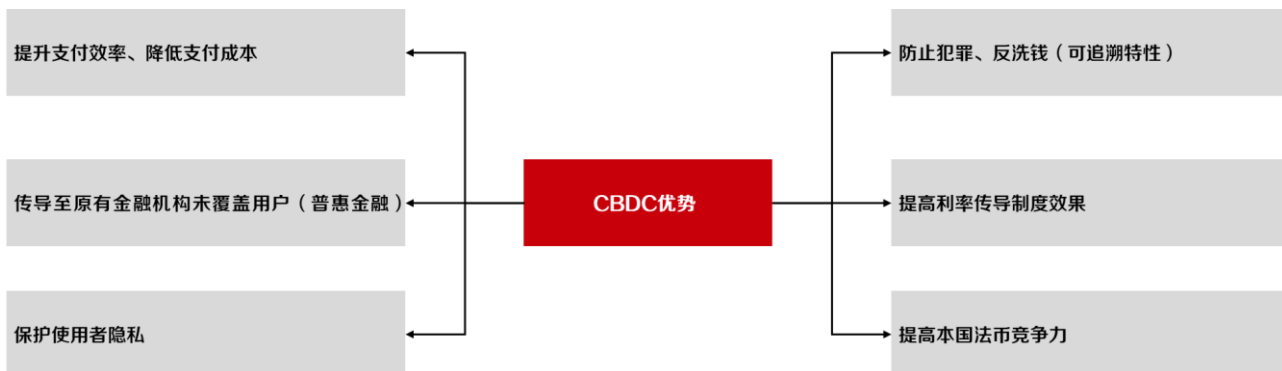 提升支付效率、降低支付成本
传导至原有金融机构未覆盖用户（普惠金融）
保护使用者隐私
CBDC优势
防止犯罪、反洗钱（可追溯特性）
提高利率传导制度效果
提高本国法币竞争力